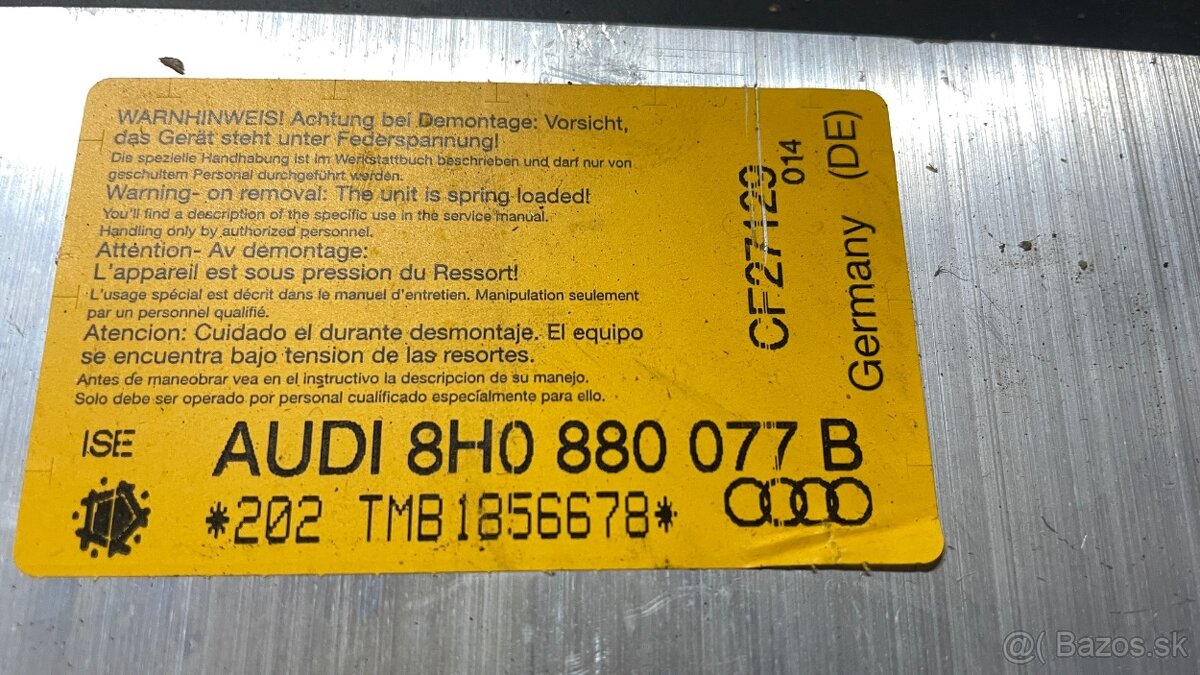 WARNHINWEIS! Achtung bei Demontage: Vorsicht,
das Gerät steht unter Federspannung!
Die spezielle Handhabung ist im Werkstattbuch beschrieben und darf nur von
geschultem Personal durchgeführt werden.
Warning- on removal: The unit is spring loaded!
You'll find a description of the specific use in the service manual.
Handling only by authorized personnel.
Attention- Av démontage:
L'appareil est sous pression du Ressort!
L'usage spécial est décrit dans le manuel d'entretien. Manipulation seulement
par un personnel qualifié.
Atencion: Cuidado el durante desmontaje. El equipo
se encuentra bajo tension de las resortes.
Antes de maneobrar vea en el instructivo la descripcion de su manejo.
Solo debe ser operado por personal cualificado especialmente para ello.
ISE
AUDI 8H0 880 077 B
*202 TMB1856678*
CF27129
014
Germany (DE)
@( Bazos.sk